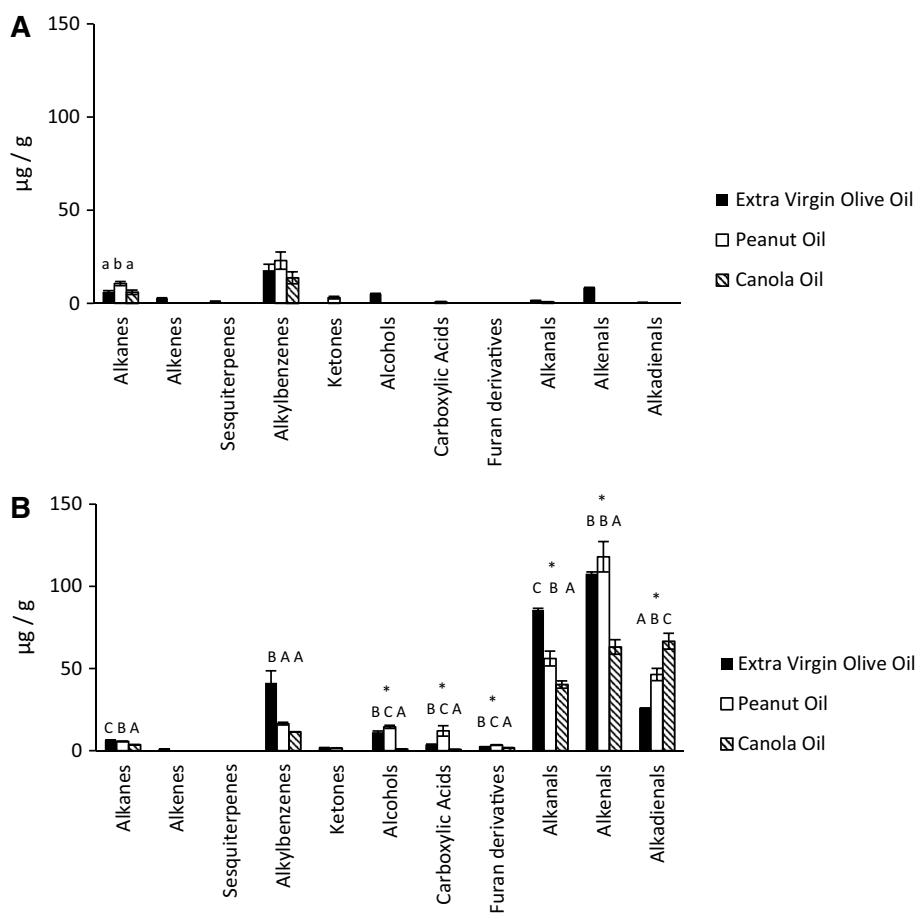 A
150
100
50
0
µg / g
a b a
Alkanes
Alkenes
Sesquiterpenes
Alkylbenzenes
Ketones
Alcohols
Carboxylic Acids
Furan derivatives
Alkanals
Alkenals
Alkadienals
Extra Virgin Olive Oil
Peanut Oil
Canola Oil
B
150
100
50
0
µg / g
C B A
B A A
*
B C A
*
B C A
*
B C A
*
C B A
*
B B A
*
A B C
Alkanes
Alkenes
Sesquiterpenes
Alkylbenzenes
Ketones
Alcohols
Carboxylic Acids
Furan derivatives
Alkanals
Alkenals
Alkadienals
Extra Virgin Olive Oil
Peanut Oil
Canola Oil